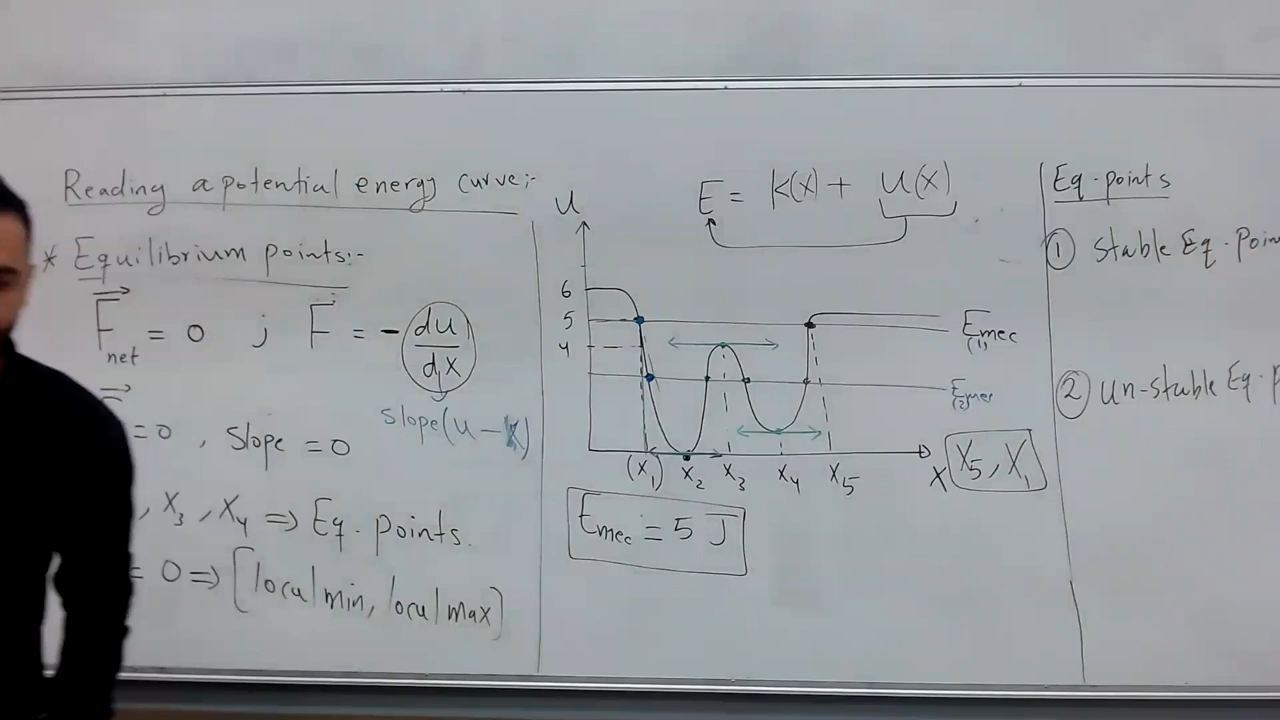 Reading a potential energy curve:-
* Equilibrium points:-
F net = 0 ; F = - du/dx
slope(u - x)
= 0 , slope = 0
, x3 , x4 => Eq. points.
= 0 => [local min, local max]
E = K(x) + U(x)
U
6
5
4
Emec (1)
Emec (2)
(x1) x2 x3 x4 x5 x
x5, x1
Emec = 5 J
Eq. points
① Stable Eq.
② Un-stable Eq.